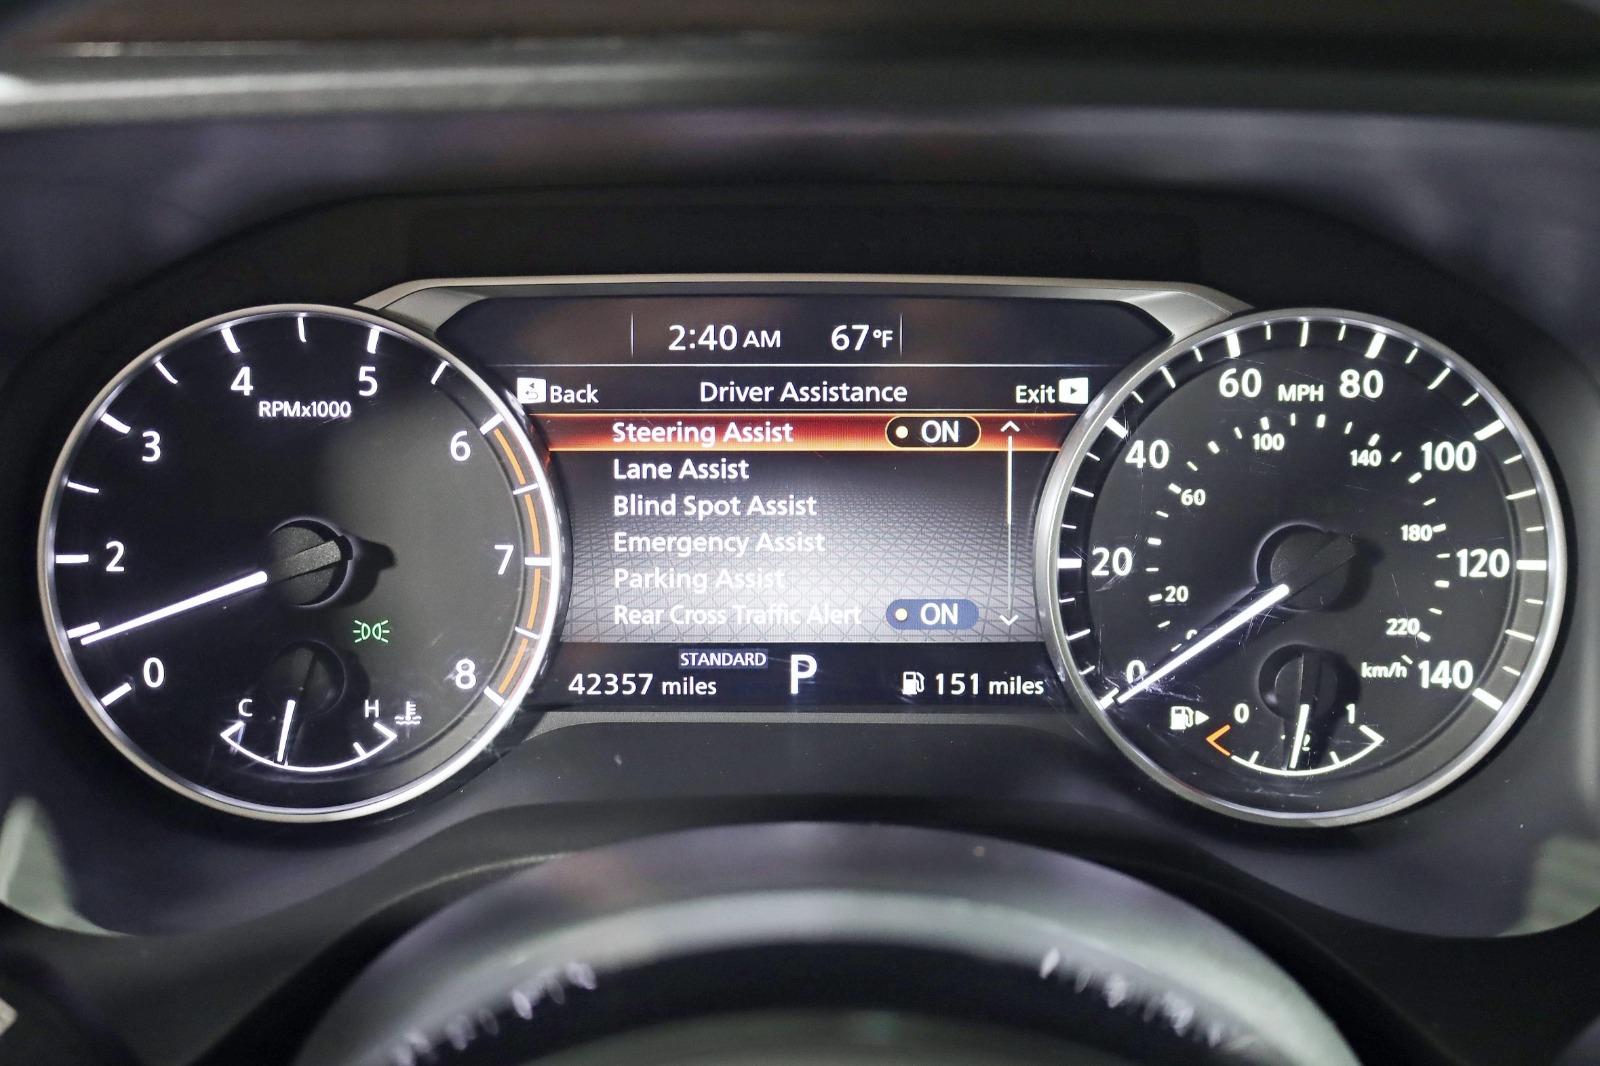 2:40 AM 67°F
Back Driver Assistance Exit
Steering Assist ON
Lane Assist
Blind Spot Assist
Emergency Assist
Parking Assist
Rear Cross Traffic Alert ON
STANDARD
42357 miles P 151 miles
4 5
RPMx1000
3 6
2 7
0 8
C H
60 MPH 80
40 100 140 100
60
180
20 120
20
220
0 km/h 140
0 1